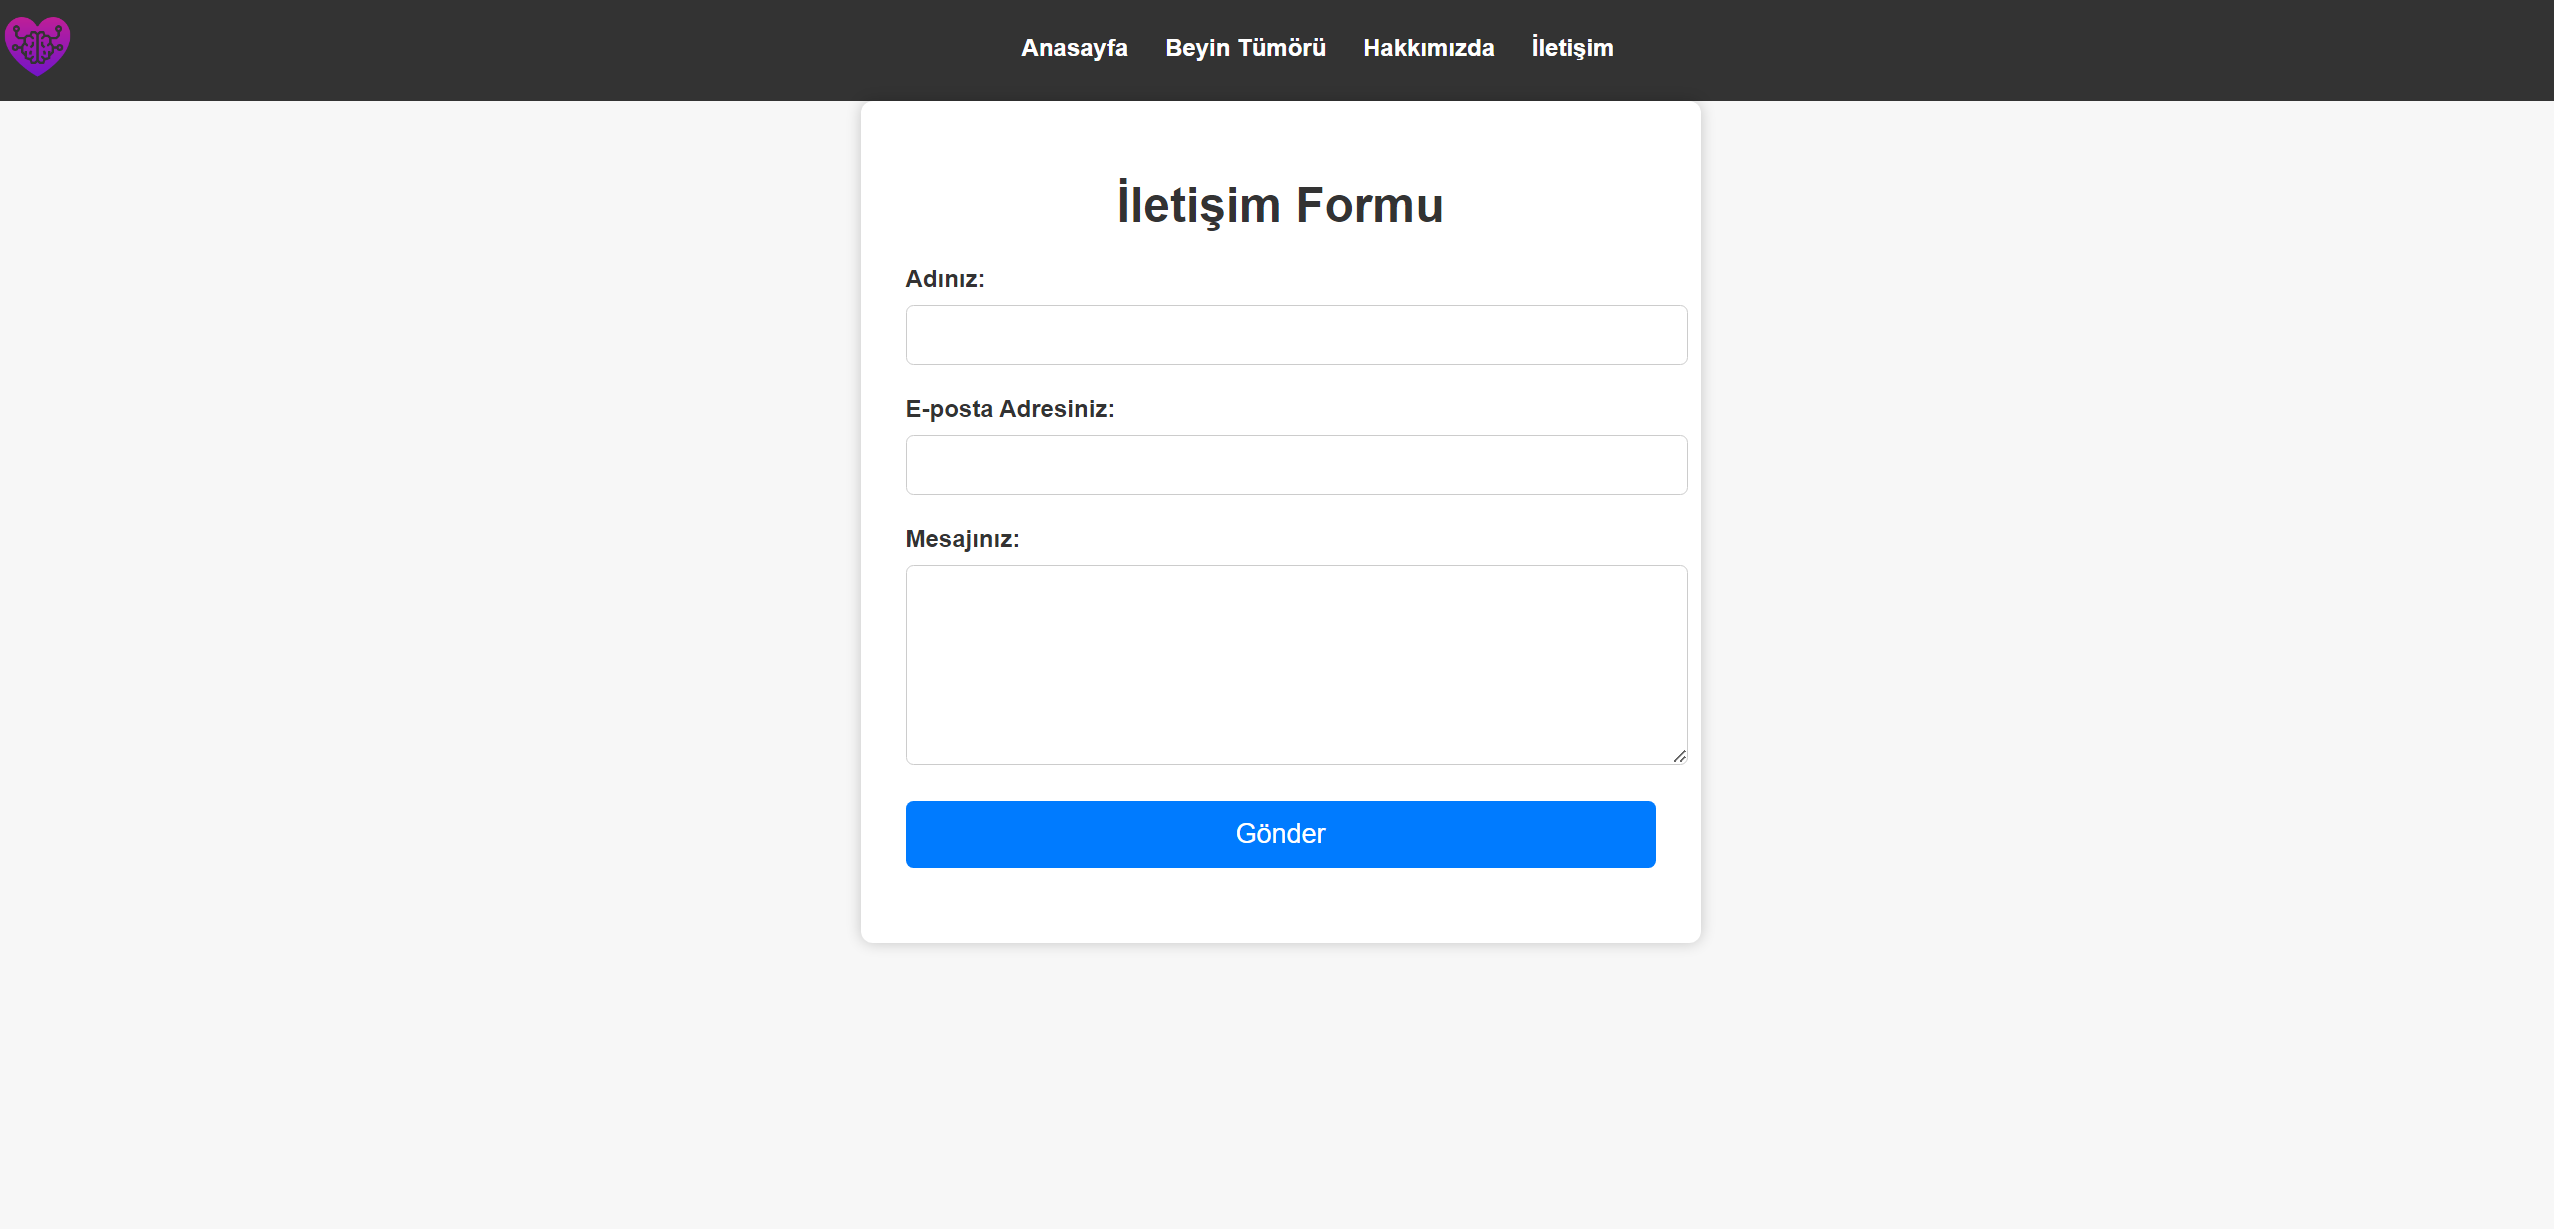 Anasayfa Beyin Tümörü Hakkımızda İletişim
İletişim Formu
Adınız:
E-posta Adresiniz:
Mesajınız:
Gönder